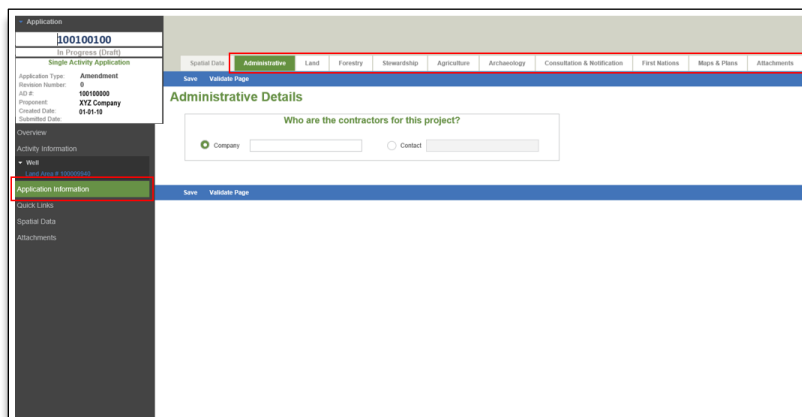 Application
100100100
In Progress (Draft)
Single Activity Application
Application Type: Amendment
Revision Number: 0
AD #: 100100000
Proponent: XYZ Company
Created Date: 01-01-10
Submitted Date:
Overview
Activity Information
Well
Land Area # 100009940
Application Information
Quick Links
Spatial Data
Attachments
Spatial Data Administrative Land Forestry Stewardship Agriculture Archaeology Consultation & Notification First Nations Maps & Plans Attachments
Save Validate Page
Administrative Details
Who are the contractors for this project?
Company Contact
Save Validate Page